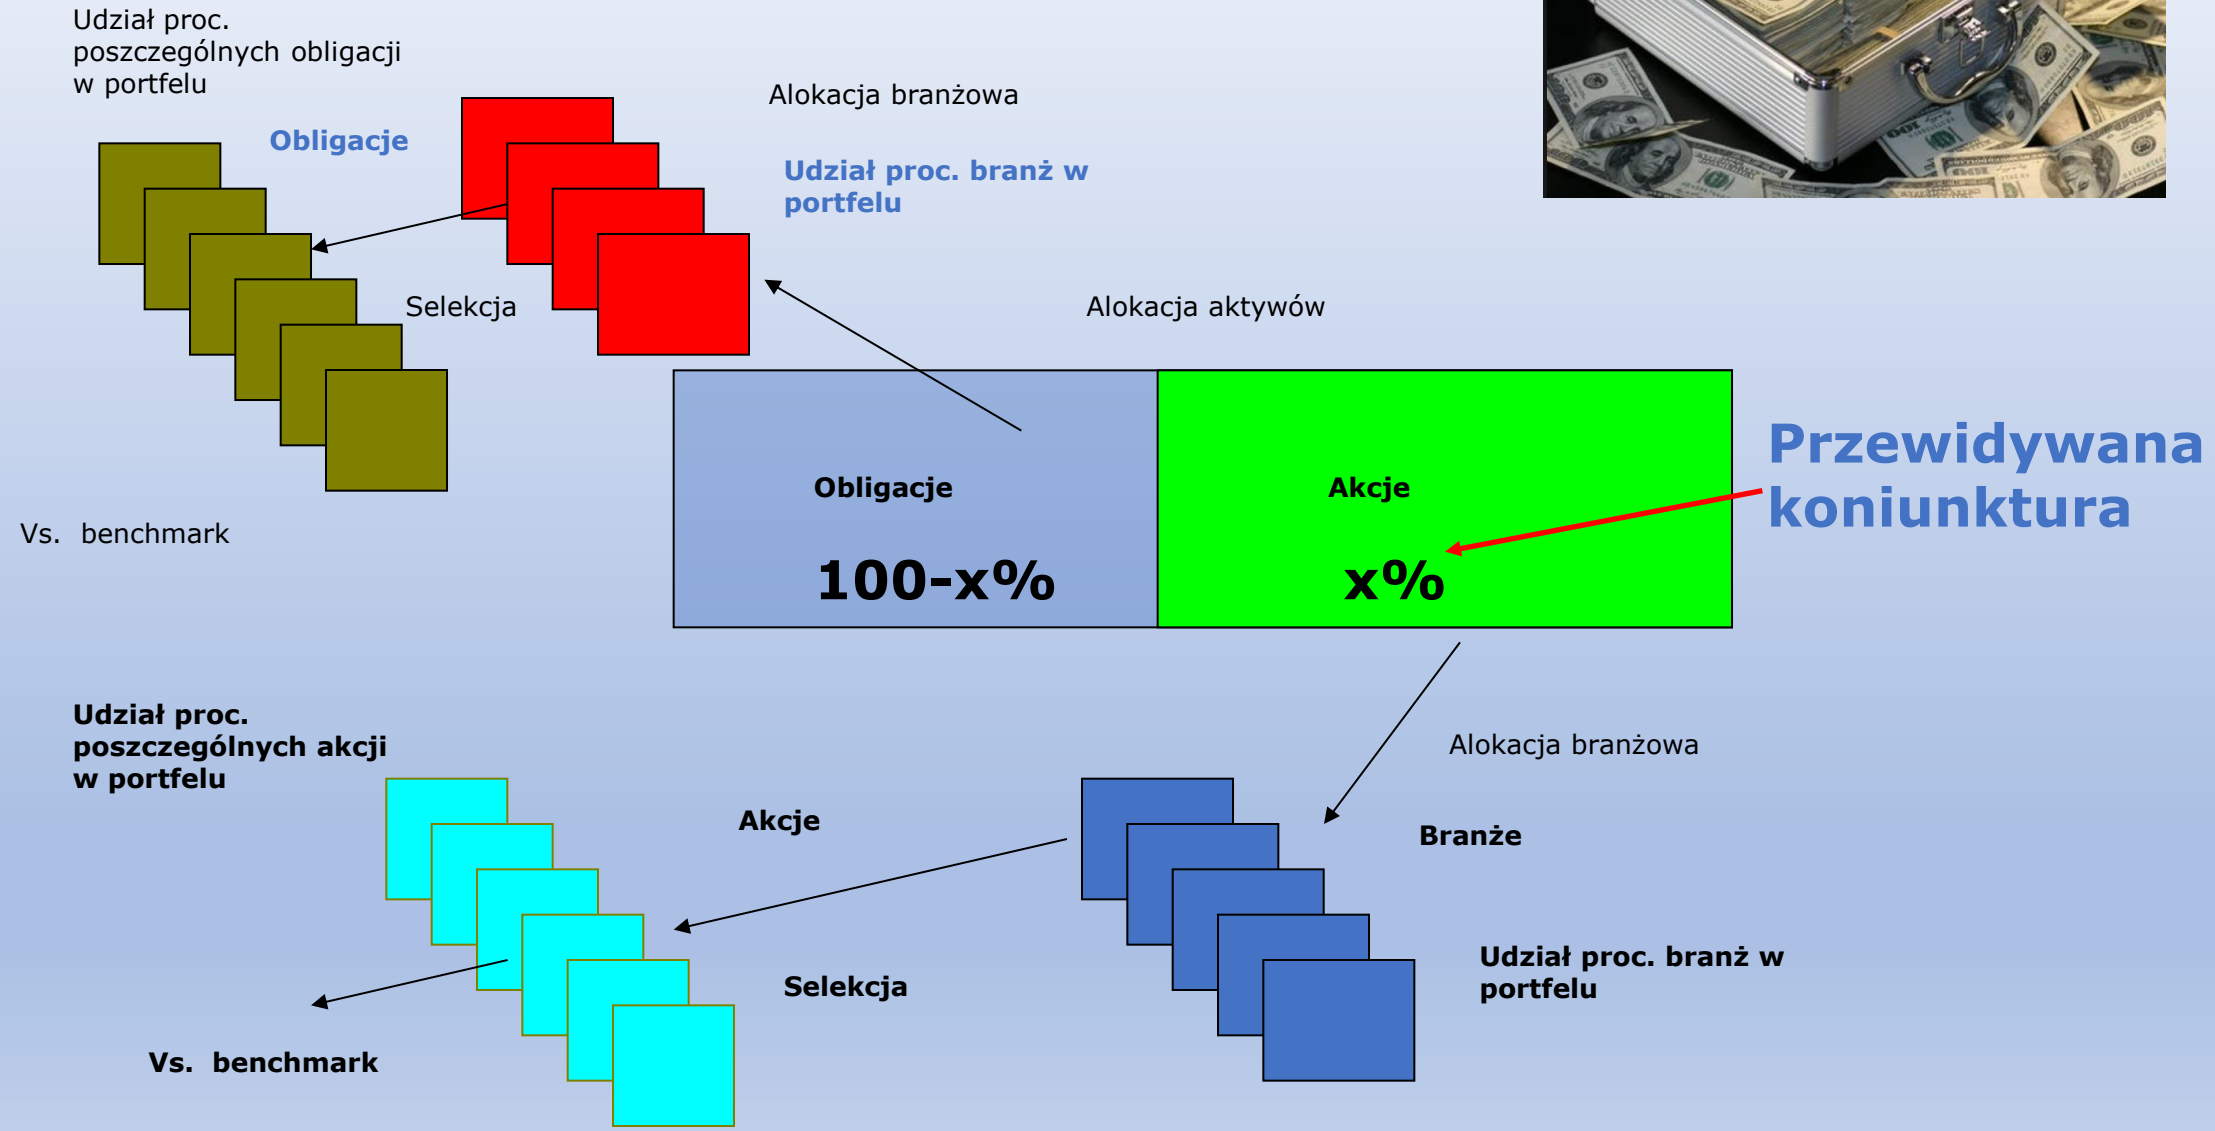 Udział proc.
poszczególnych obligacji
w portfelu
Obligacje
Alokacja branżowa
Udział proc. branż w
portfelu
Selekcja
Alokacja aktywów
Vs. benchmark
Obligacje
100-x%
Akcje
x%
Przewidywana
koniunktura
Udział proc.
poszczególnych akcji
w portfelu
Akcje
Selekcja
Vs. benchmark
Alokacja branżowa
Branże
Udział proc. branż w
portfelu
100